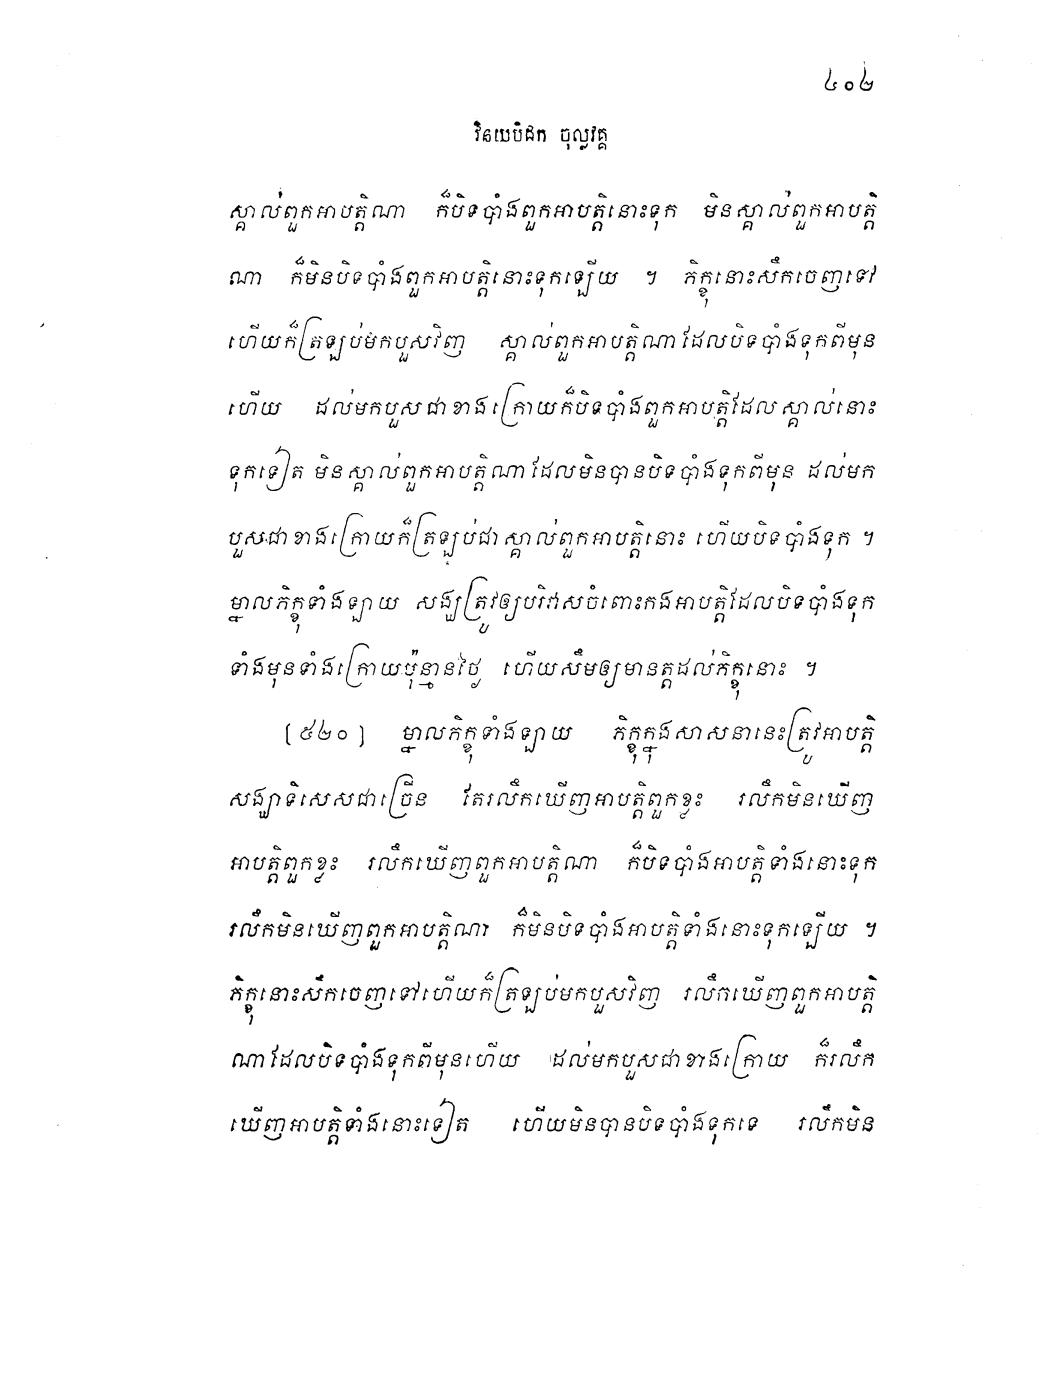 ៤០២
វិនយបិដក ចុល្លវគ្គ
ស្គាល់ពួកអាបត្តិណា ក៏បិទបាំងពួកអាបត្តិនោះទុក មិនស្គាល់ពួកអាបត្តិ
ណា ក៏មិនបិទបាំងពួកអាបត្តិនោះទុកឡើយ ។ ភិក្ខុនោះសឹកចេញទៅ
ហើយក៏ត្រឡប់មកបួសវិញ ស្គាល់ពួកអាបត្តិណាដែលបិទបាំងទុកពីមុន
ហើយ ដល់មកបួសជាខាងក្រោយក៏បិទបាំងពួកអាបត្តិដែលស្គាល់នោះ
ទុកទៀត មិនស្គាល់ពួកអាបត្តិណាដែលមិនបានបិទបាំងទុកពីមុន ដល់មក
បួសជាខាងក្រោយក៏ត្រឡប់ជាស្គាល់ពួកអាបត្តិនោះ ហើយបិទបាំងទុក ។
ម្នាលភិក្ខុទាំងឡាយ សង្ឃត្រូវឲ្យបរិវាសចំពោះកងអាបត្តិដែលបិទបាំងទុក
ទាំងមុនទាំងក្រោយប៉ុន្មានថ្ងៃ ហើយសឹមឲ្យមានត្តដល់ភិក្ខុនោះ ។
[៥២០] ម្នាលភិក្ខុទាំងឡាយ ភិក្ខុក្នុងសាសនានេះត្រូវអាបត្តិ
សង្ឃាទិសេសជាច្រើន តែរលឹកឃើញអាបត្តិពួកខ្លះ រលឹកមិនឃើញ
អាបត្តិពួកខ្លះ រលឹកឃើញពួកអាបត្តិណា ក៏បិទបាំងអាបត្តិទាំងនោះទុក
រលឹកមិនឃើញពួកអាបត្តិណា ក៏មិនបិទបាំងអាបត្តិទាំងនោះទុកឡើយ ។
ភិក្ខុនោះសឹកចេញទៅហើយក៏ត្រឡប់មកបួសវិញ រលឹកឃើញពួកអាបត្តិ
ណាដែលបិទបាំងទុកពីមុនហើយ ដល់មកបួសជាខាងក្រោយ ក៏រលឹក
ឃើញអាបត្តិទាំងនោះទៀត ហើយមិនបានបិទបាំងទុកទេ រលឹកមិន